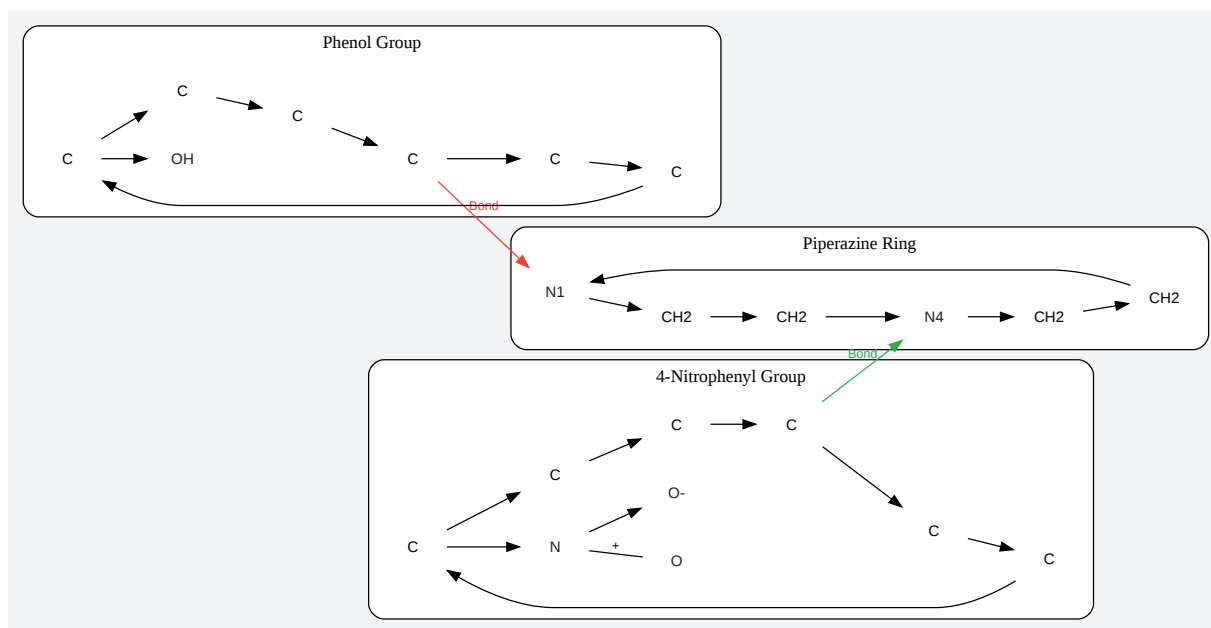 Phenol Group
C
C
C
OH
C
C
C
Bond
Piperazine Ring
N1
CH2
CH2
N4
CH2
CH2
Bond
4-Nitrophenyl Group
C
C
C
O-
C
N
+
O
C
C